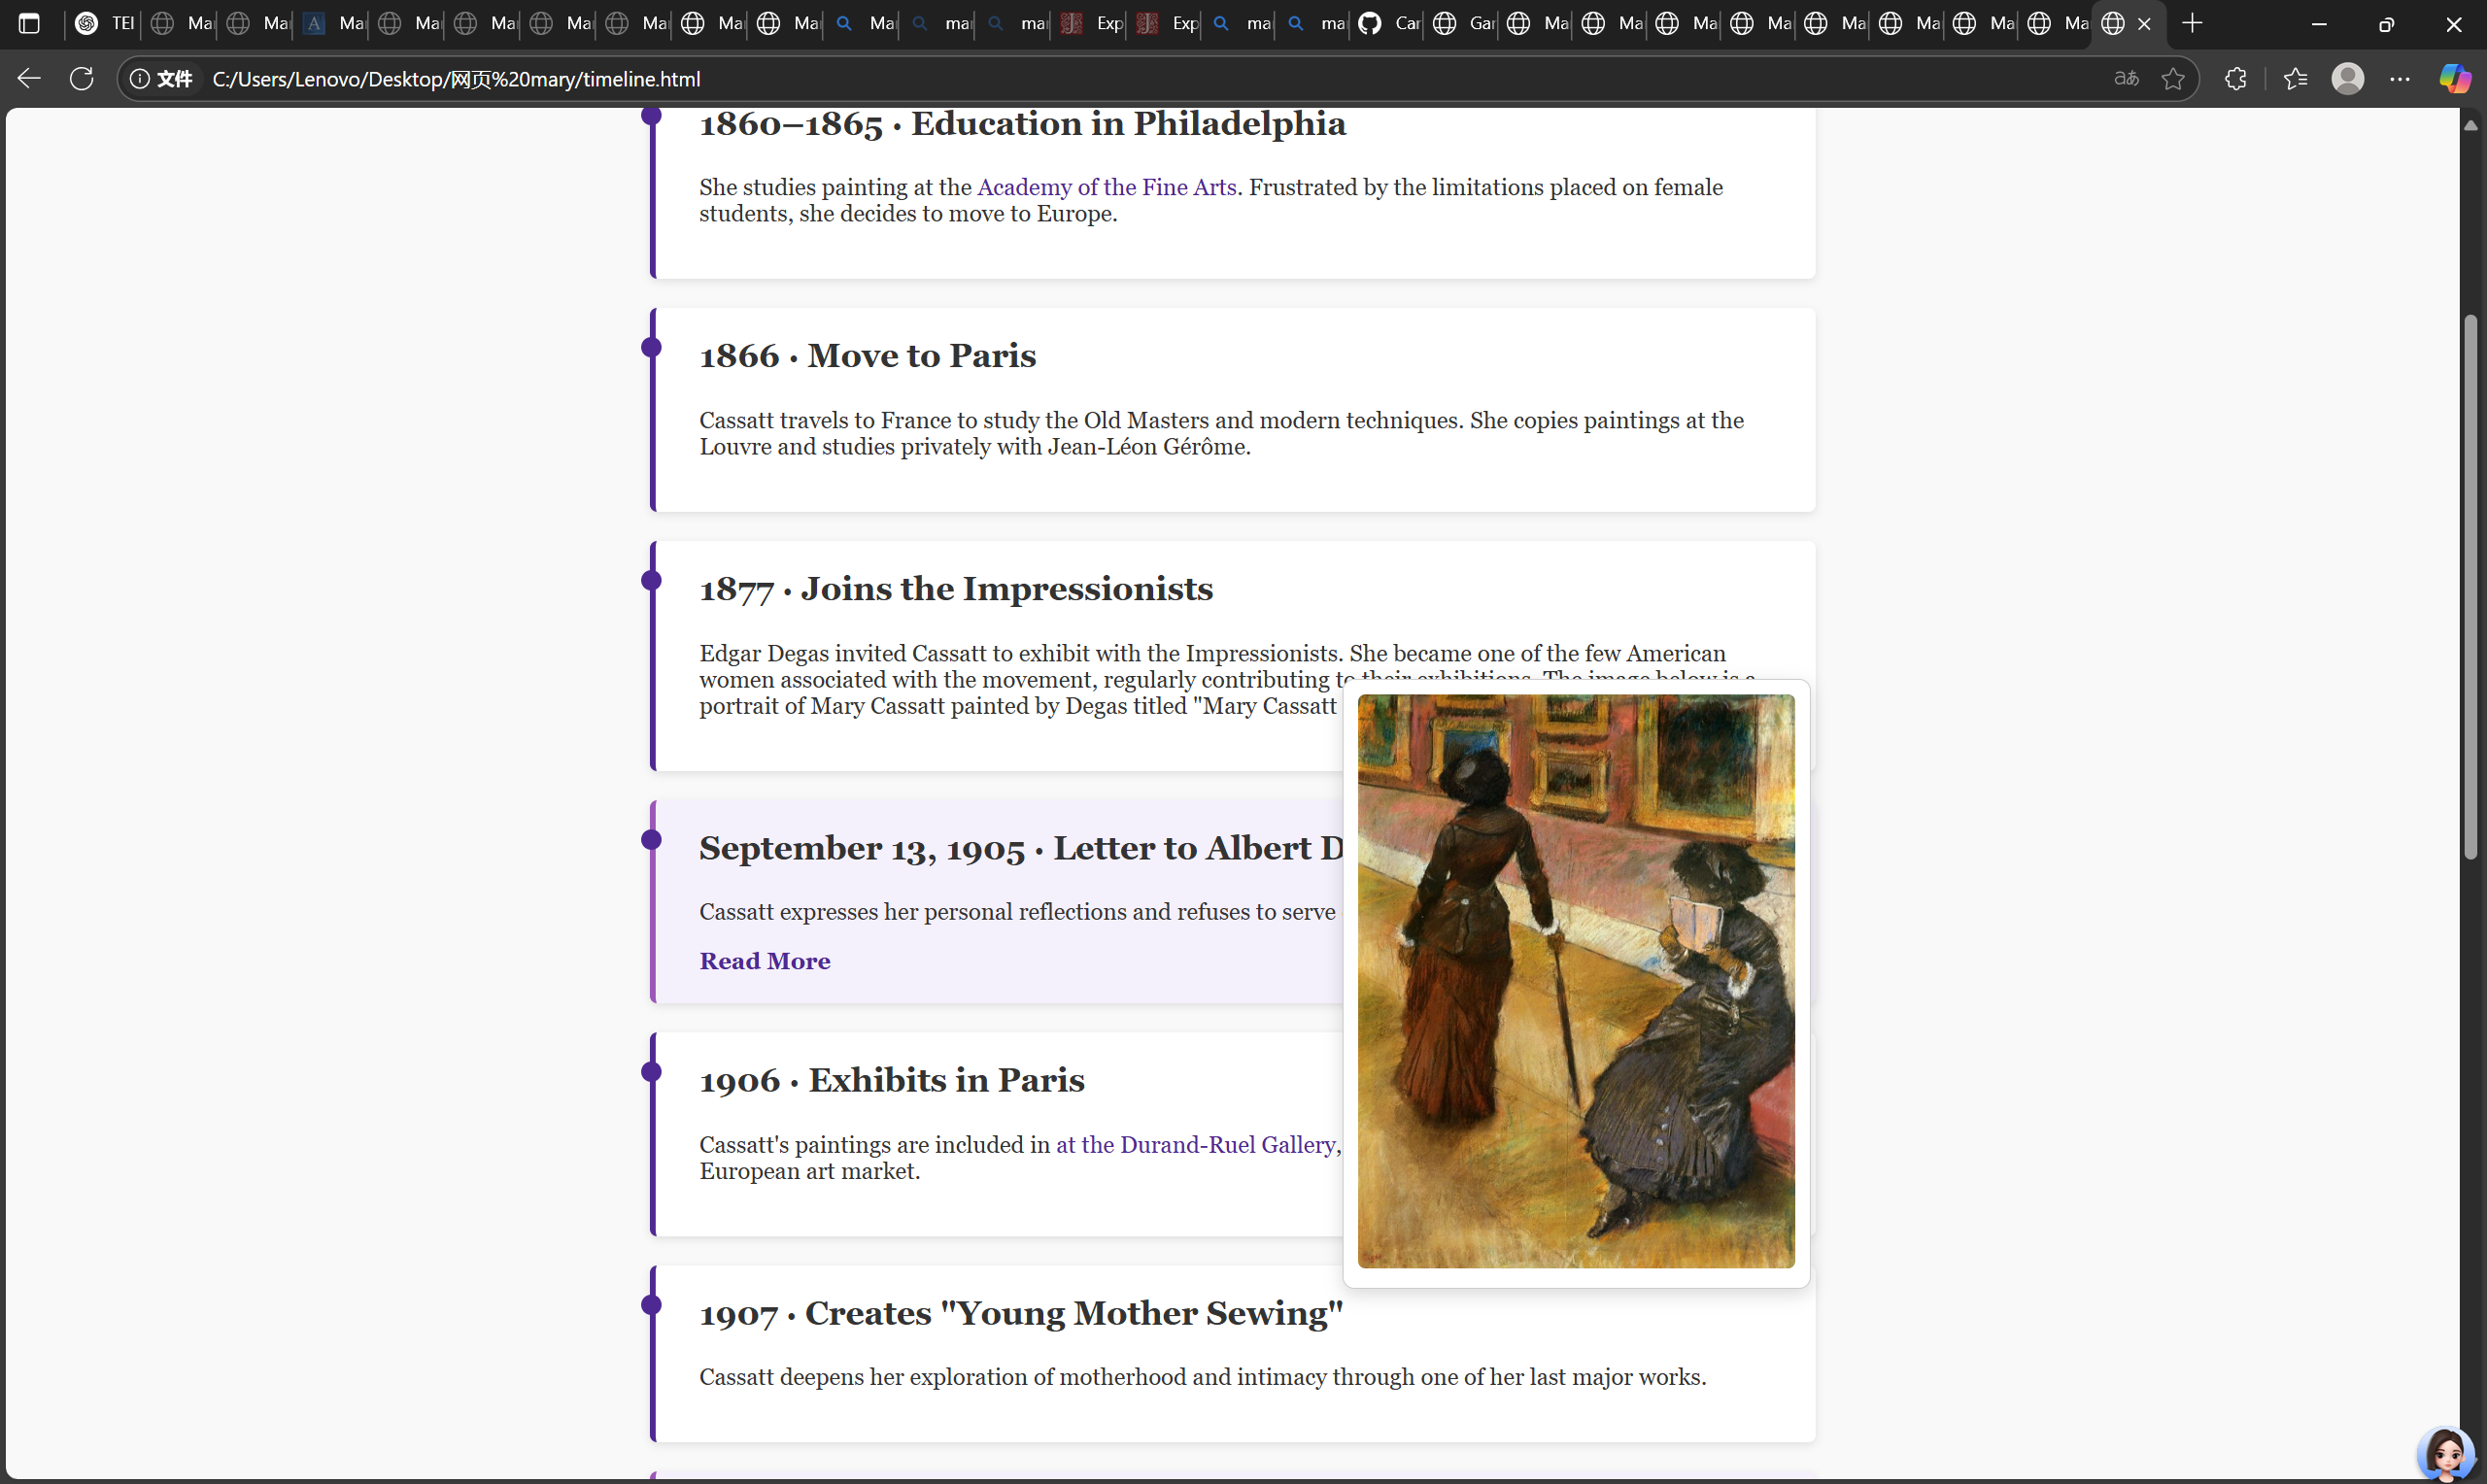 TEI
Ma
Ma
A
Ma
Ma
Ma
Ma
Ma
Ma
Ma
Ma
ma
ma
Exp
Exp
ma
ma
Car
Gar
Ma
Ma
Ma
Ma
Ma
Ma
Ma
Ma
文件 C:/Users/Lenovo/Desktop/网页%20mary/timeline.html
aあ
1860–1865 · Education in Philadelphia
She studies painting at the Academy of the Fine Arts. Frustrated by the limitations placed on female
students, she decides to move to Europe.
1866 · Move to Paris
Cassatt travels to France to study the Old Masters and modern techniques. She copies paintings at the
Louvre and studies privately with Jean-Léon Gérôme.
1877 · Joins the Impressionists
Edgar Degas invited Cassatt to exhibit with the Impressionists. She became one of the few American
women associated with the movement, regularly contributing to their exhibitions. The image below is a
portrait of Mary Cassatt painted by Degas titled "Mary Cassatt
September 13, 1905 · Letter to Albert D
Cassatt expresses her personal reflections and refuses to serve
Read More
1906 · Exhibits in Paris
Cassatt's paintings are included in at the Durand-Ruel Gallery,
European art market.
1907 · Creates "Young Mother Sewing"
Cassatt deepens her exploration of motherhood and intimacy through one of her last major works.